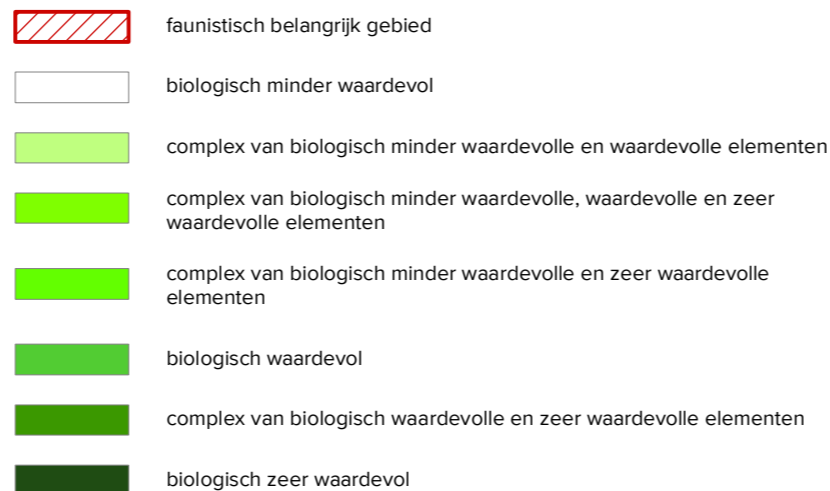 faunistisch belangrijk gebied
biologisch minder waardevol
complex van biologisch minder waardevolle en waardevolle elementen
complex van biologisch minder waardevolle, waardevolle en zeer
waardevolle elementen
complex van biologisch minder waardevolle en zeer waardevolle
elementen
biologisch waardevol
complex van biologisch waardevolle en zeer waardevolle elementen
biologisch zeer waardevol